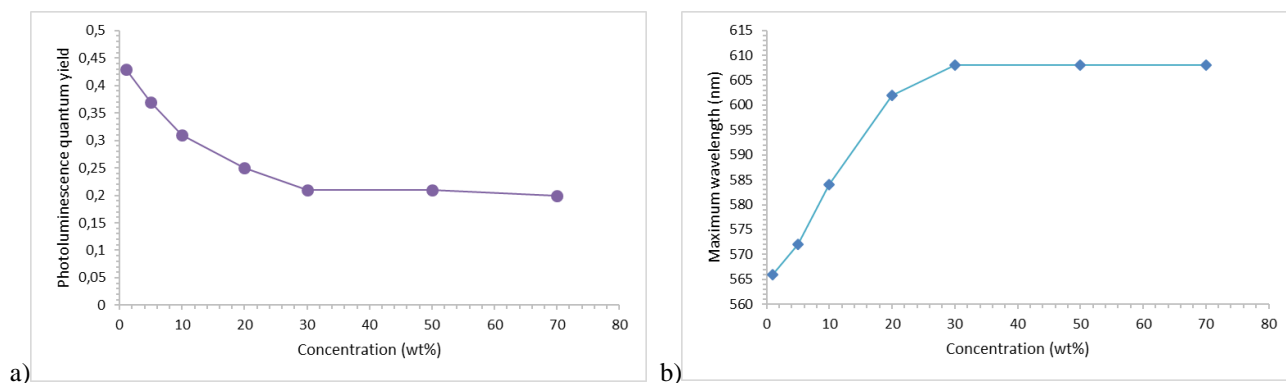 Photoluminescence quantum yield
0,5
0,45
0,4
0,35
0,3
0,25
0,2
0,15
0,1
0,05
0
0 10 20 30 40 50 60 70 80
Concentration (wt%)
a)
Maximum wavelength (nm)
615
610
605
600
595
590
585
580
575
570
565
560
0 10 20 30 40 50 60 70 80
Concentration (wt%)
b)